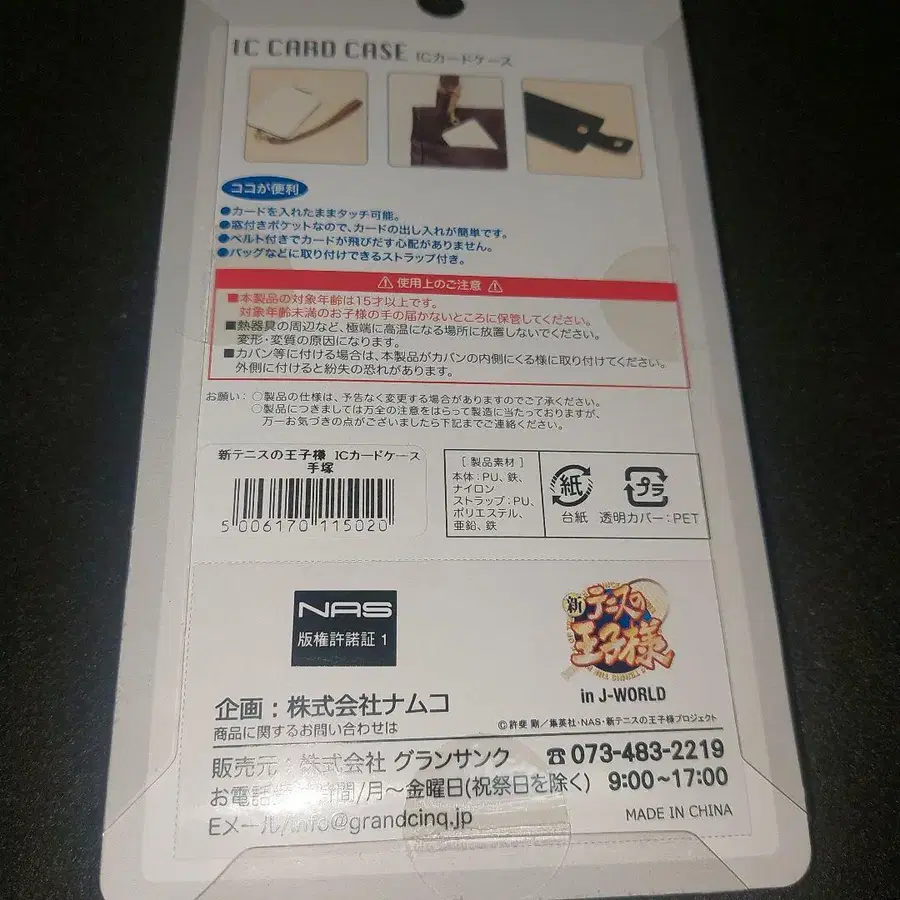 IC CARD CASE ICカードケース
ココが便利
●カードを入れたままタッチ可能。
●窓付きポケットなので、カードの出し入れが簡単です。
●ベルト付きでカードが飛びだす心配がありません。
●バッグなどに取り付けできるストラップ付き。
⚠ 使用上のご注意 ⚠
■本製品の対象年齢は15才以上です。
対象年齢未満のお子様の手の届かないところに保管してください。
■熱器具の周辺など、極端に高温になる場所に放置しないでください。
変形・変質の原因になります。
■カバン等に付ける場合は、本製品がカバンの内側にくる様に取り付けてください。
外側に付けると紛失の恐れがあります。
お願い：○製品の仕様は、予告なく変更する場合がありますのでご了承ください。
○製品につきましては万全の注意をはらって製造に当たっておりますが、
万一お気づきの点がございましたら下記までご連絡ください。
新テニスの王子様 ICカードケース
手塚
5 006170 115020
［製品素材］
本体：PU、鉄、
ナイロン
ストラップ：PU、
ポリエステル、
亜鉛、鉄
紙
台紙
プラ
透明カバー：PET
NAS
版権許諾証 1
新テニスの
王子様
in J-WORLD
©許斐 剛／集英社・NAS・新テニスの王子様プロジェクト
企画：株式会社ナムコ
商品に関するお問い合わせは
販売元：株式会社 グランサンク ☎073-483-2219
お電話 時間/月〜金曜日(祝祭日を除く) 9:00〜17:00
Eメール/info@grandcinq.jp
MADE IN CHINA